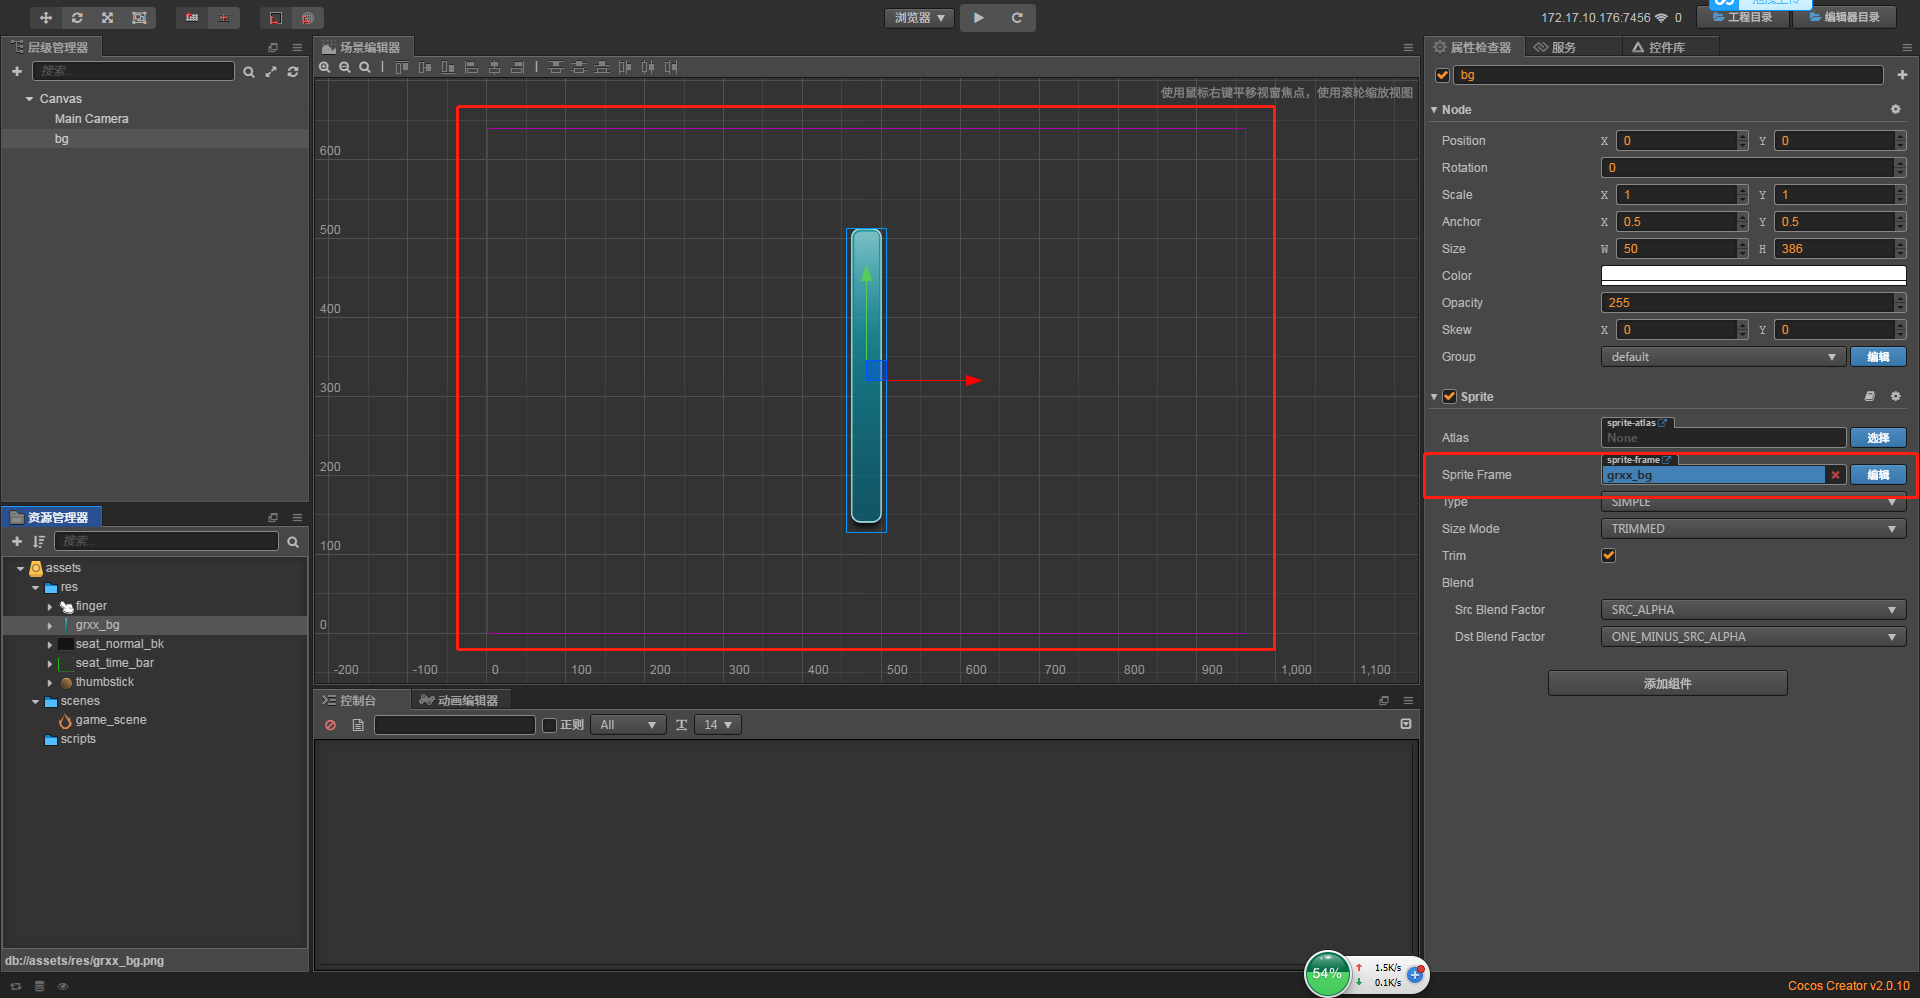 浏览器
172.17.10.176:7456
0
工程目录
编辑器目录
层级管理器
搜索...
Canvas
Main Camera
bg
场景编辑器
使用鼠标右键平移视窗焦点，使用滚轮缩放视图
600
500
400
300
200
100
0
-200 -100 0 100 200 300 400 500 600 700 800 900 1,000 1,100
资源管理器
搜索...
assets
res
finger
grxx_bg
seat_normal_bk
seat_time_bar
thumbstick
scenes
game_scene
scripts
db://assets/res/grxx_bg.png
控制台
动画编辑器
正则
All
14
属性检查器
服务
控件库
bg
Node
Position X 0 Y 0
Rotation 0
Scale X 1 Y 1
Anchor X 0.5 Y 0.5
Size W 50 H 386
Color
Opacity 255
Skew X 0 Y 0
Group default 编辑
Sprite
sprite-atlas
Atlas None 选择
sprite-frame
Sprite Frame grxx_bg 编辑
Type SIMPLE
Size Mode TRIMMED
Trim
Blend
Src Blend Factor SRC_ALPHA
Dst Blend Factor ONE_MINUS_SRC_ALPHA
添加组件
54%
1.5K/s
0.1K/s
Cocos Creator v2.0.10